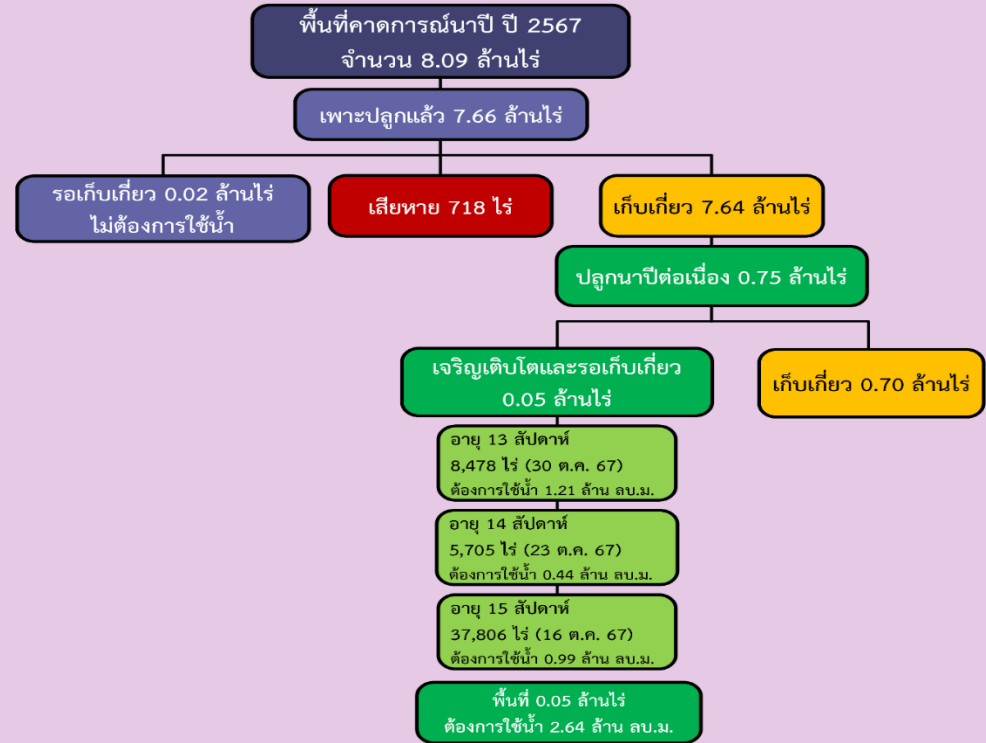 พื้นที่คาดการณ์นาปี ปี 2567
จำนวน 8.09 ล้านไร่
เพาะปลูกแล้ว 7.66 ล้านไร่
รอเก็บเกี่ยว 0.02 ล้านไร่
ไม่ต้องการใช้น้ำ
เสียหาย 718 ไร่
เก็บเกี่ยว 7.64 ล้านไร่
ปลูกนาปีต่อเนื่อง 0.75 ล้านไร่
เจริญเติบโตและรอเก็บเกี่ยว
0.05 ล้านไร่
เก็บเกี่ยว 0.70 ล้านไร่
อายุ 13 สัปดาห์
8,478 ไร่ (30 ต.ค. 67)
ต้องการใช้น้ำ 1.21 ล้าน ลบ.ม.
อายุ 14 สัปดาห์
5,705 ไร่ (23 ต.ค. 67)
ต้องการใช้น้ำ 0.44 ล้าน ลบ.ม.
อายุ 15 สัปดาห์
37,806 ไร่ (16 ต.ค. 67)
ต้องการใช้น้ำ 0.99 ล้าน ลบ.ม.
พื้นที่ 0.05 ล้านไร่
ต้องการใช้น้ำ 2.64 ล้าน ลบ.ม.